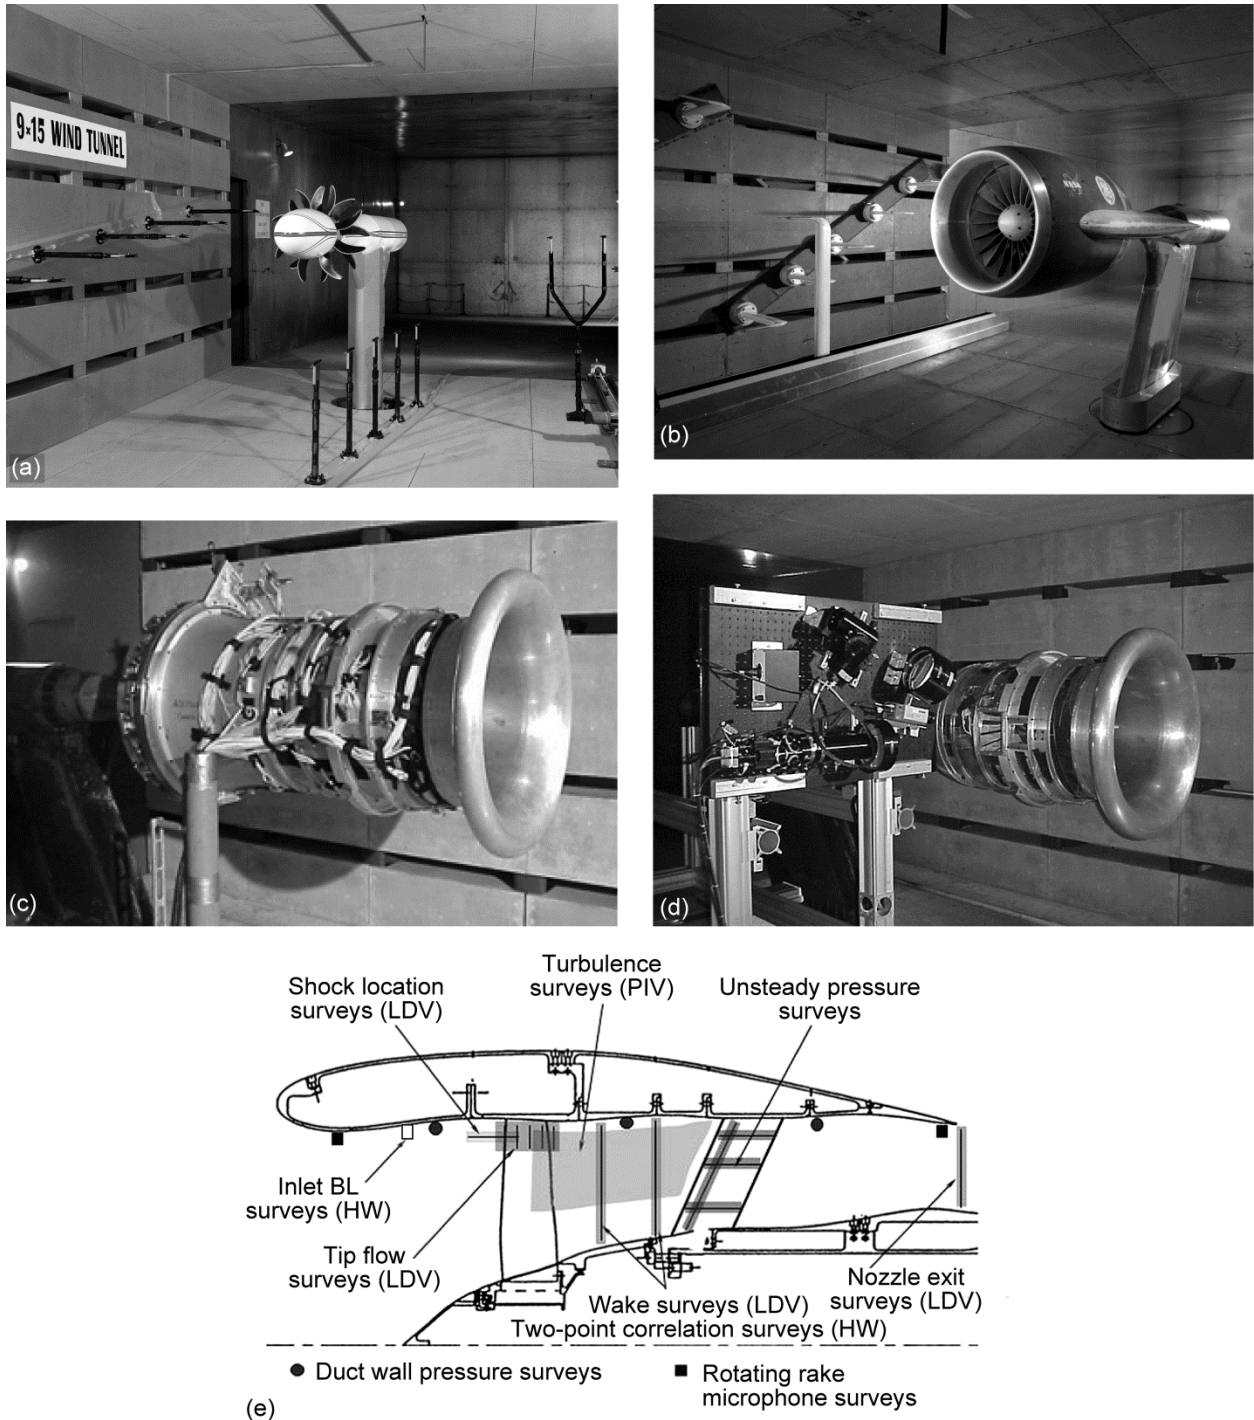 9×15 WIND TUNNEL
(a)
NASA
(b)
(c)
(d)
Turbulence
surveys (PIV)
Shock location
surveys (LDV)
Unsteady pressure
surveys
Inlet BL
surveys (HW)
Tip flow
surveys (LDV)
Wake surveys (LDV)
Two-point correlation surveys (HW)
Nozzle exit
surveys (LDV)
Duct wall pressure surveys
Rotating rake
microphone surveys
(e)